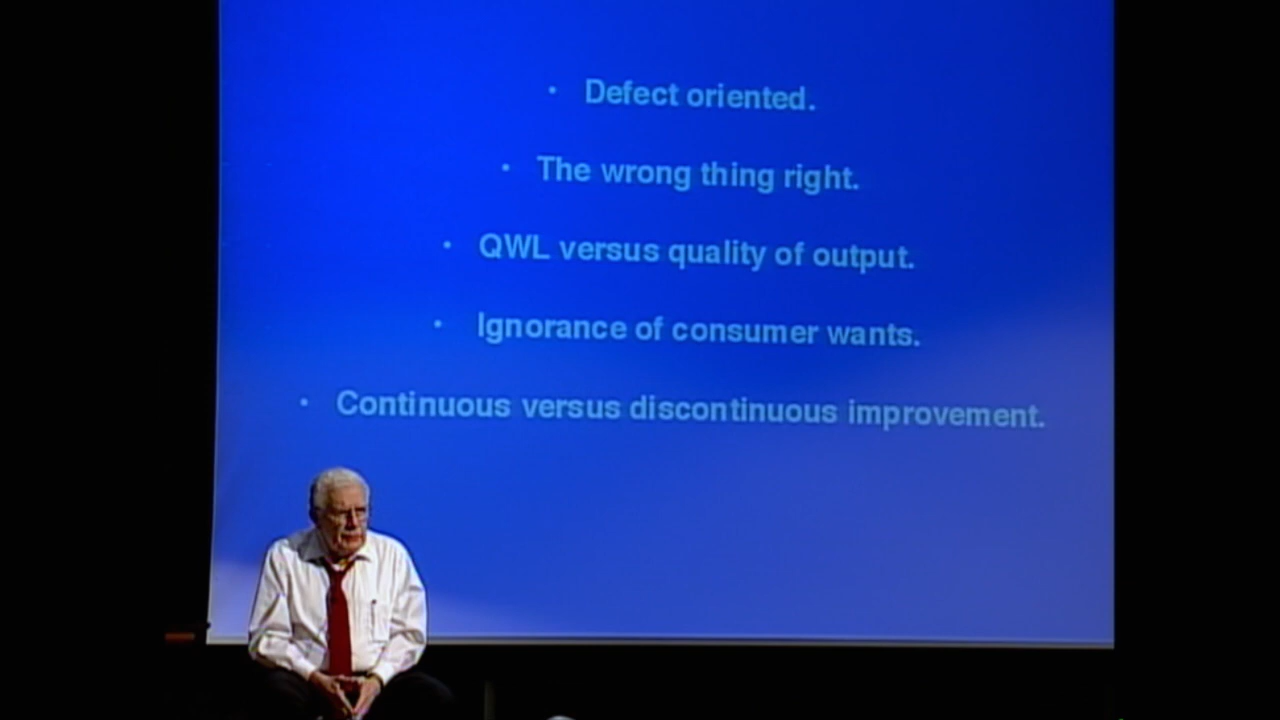 • Defect oriented.
• The wrong thing right.
• QWL versus quality of output.
• Ignorance of consumer wants.
• Continuous versus discontinuous improvement.